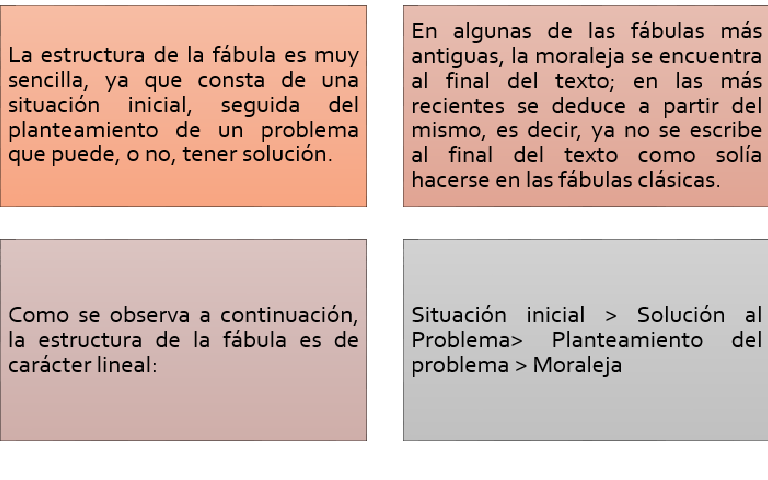 La estructura de la fábula es muy
sencilla, ya que consta de una
situación inicial, seguida del
planteamiento de un problema
que puede, o no, tener solución.
En algunas de las fábulas más
antiguas, la moraleja se encuentra
al final del texto; en las más
recientes se deduce a partir del
mismo, es decir, ya no se escribe
al final del texto como solía
hacerse en las fábulas clásicas.
Como se observa a continuación,
la estructura de la fábula es de
carácter lineal:
Situación inicial > Solución al
Problema> Planteamiento del
problema > Moraleja